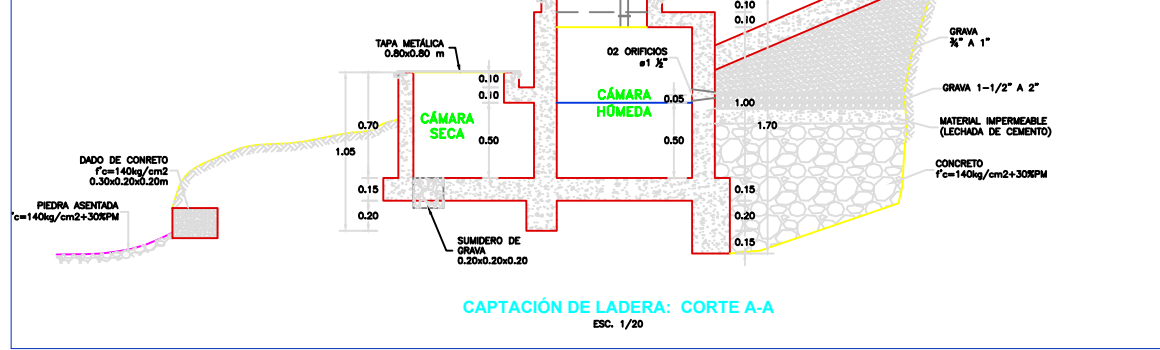 0.10
0.10
TAPA METÁLICA
0.80x0.80 m
02 ORIFICIOS
ø1 ½"
GRAVA
¾" A 1"
GRAVA 1-1/2" A 2"
MATERIAL IMPERMEABLE
(LECHADA DE CEMENTO)
CONCRETO
f'c=140kg/cm2+30%PM
0.10
0.10
CÁMARA
HÚMEDA
0.05
1.00
1.70
CÁMARA
SECA
0.70
1.05
0.50
0.50
DADO DE CONRETO
f'c=140kg/cm2
0.30x0.20x0.20m
0.15
0.20
0.15
0.20
0.15
PIEDRA ASENTADA
'c=140kg/cm2+30%PM
SUMIDERO DE
GRAVA
0.20x0.20x0.20
CAPTACIÓN DE LADERA: CORTE A-A
ESC. 1/20